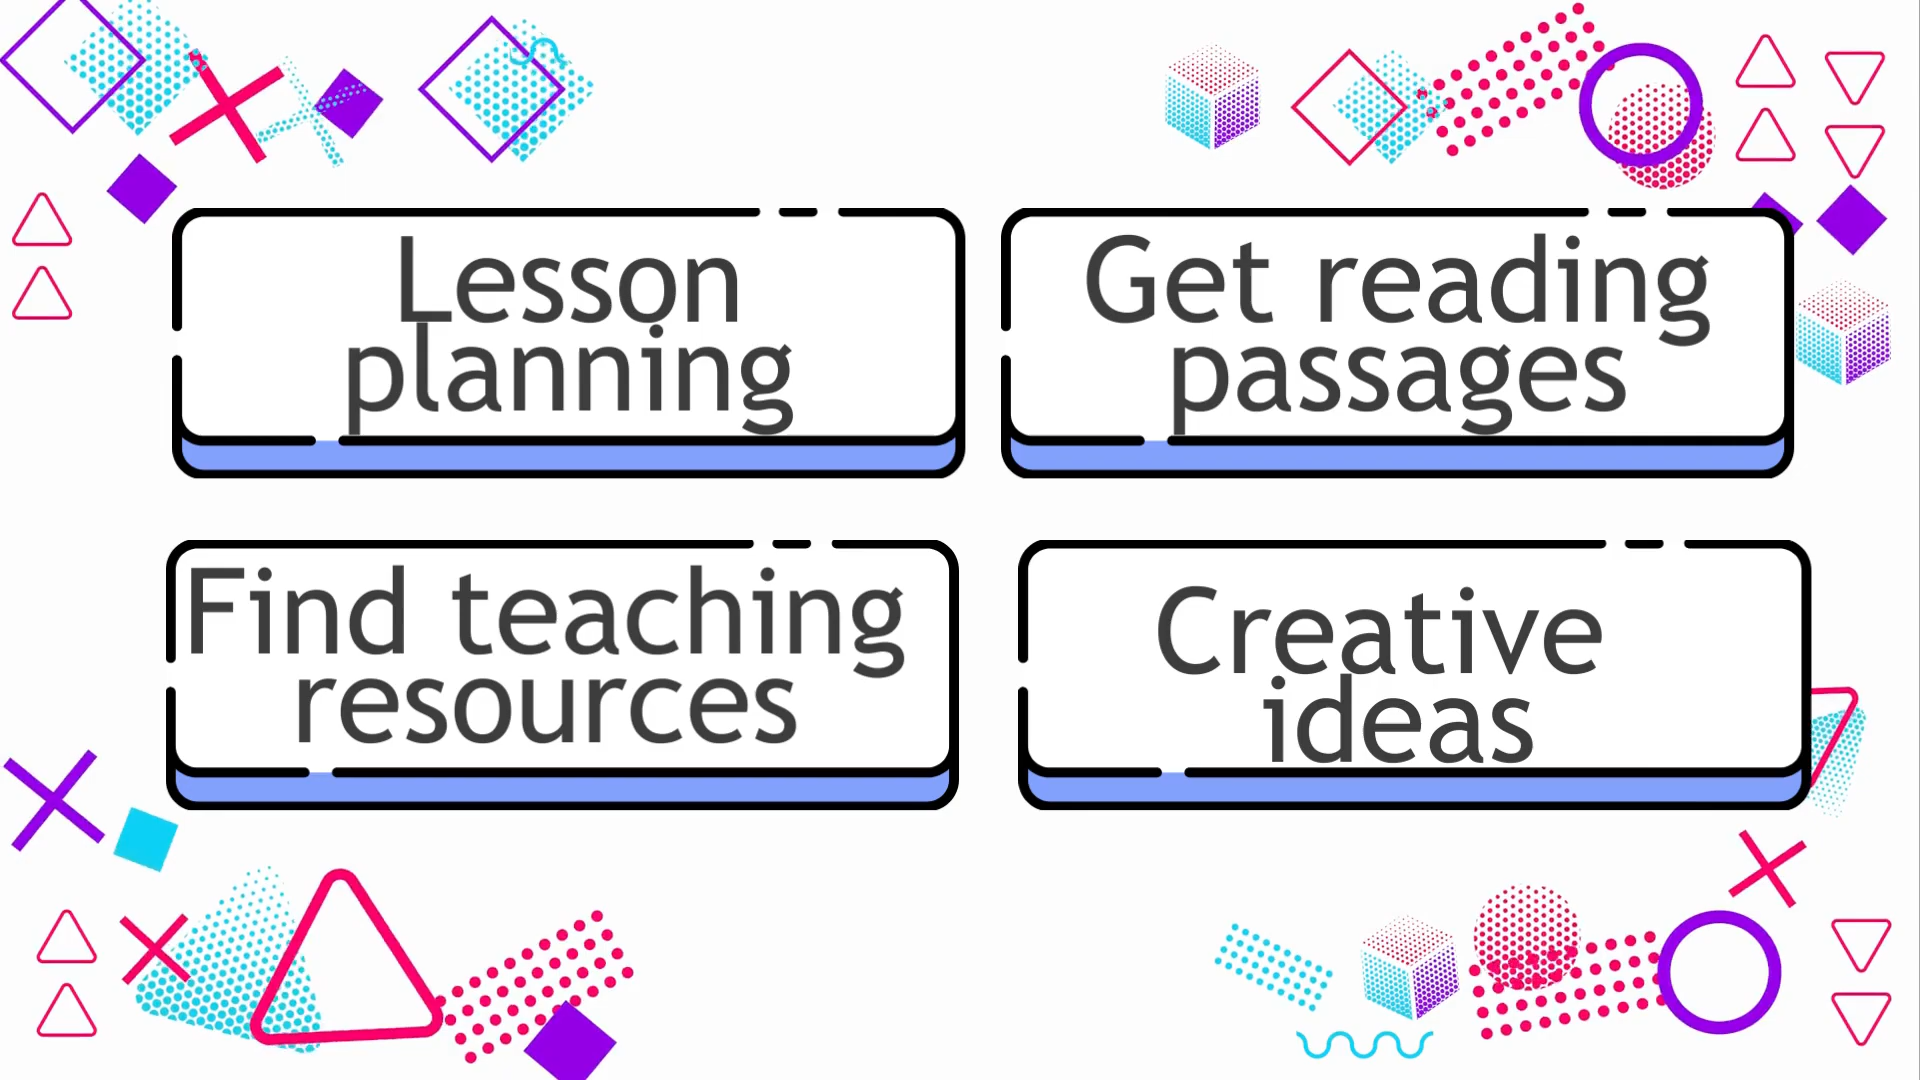 Lesson
planning
Get reading
passages
Find teaching
resources
Creative
ideas